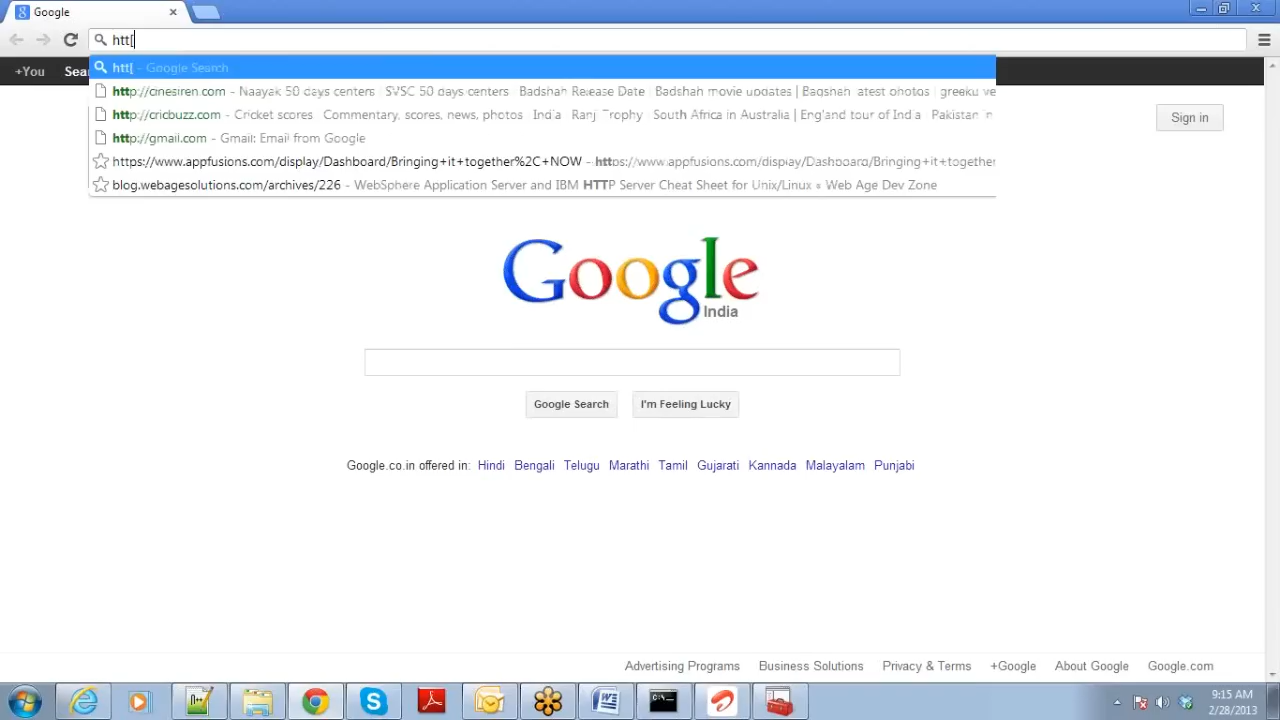 Google
htt[
+You
htt[ - Google Search
http://cinesiren.com - Naayak 50 days centers | SVSC 50 days centers | Badshah Release Date | Badshah movie updates | Badshah latest photos | greeku ve
http://cricbuzz.com - Cricket scores Commentary, scores, news, photos India Ranj Trophy South Africa in Australia | England tour of India Pakistan in
http://gmail.com - Gmail: Email from Google
https://www.appfusions.com/display/Dashboard/Bringing+it+together%2C+NOW - https://www.appfusions.com/display/Dashboard/Bringing+it+together
blog.webagesolutions.com/archives/226 - WebSphere Application Server and IBM HTTP Server Cheat Sheet for Unix/Linux « Web Age Dev Zone
Sign in
Google
India
Google Search I'm Feeling Lucky
Google.co.in offered in: Hindi Bengali Telugu Marathi Tamil Gujarati Kannada Malayalam Punjabi
Advertising Programs Business Solutions Privacy & Terms +Google About Google Google.com
9:15 AM
2/28/2013